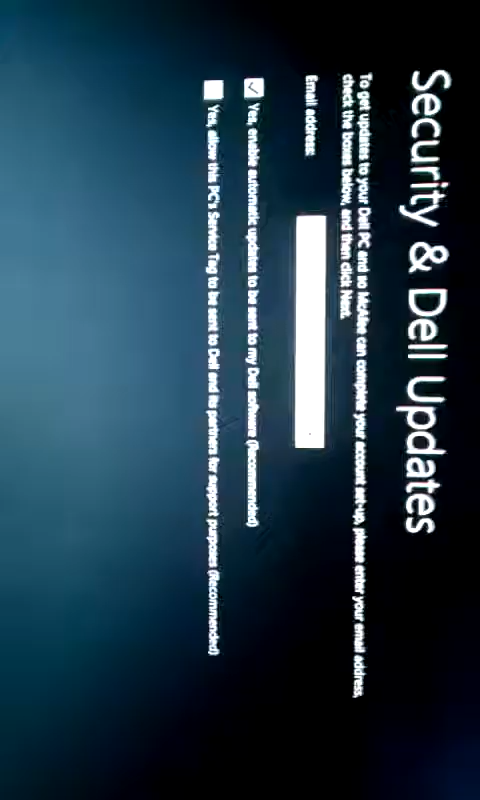 Security & Dell Updates
To get updates to your Dell PC and so McAfee can complete your account set-up, please enter your email address,
check the boxes below, and then click Next.
Email address:
Yes, enable automatic updates to be sent to my Dell software (Recommended)
Yes, allow this PC's Service Tag to be sent to Dell and its partners for support purposes (Recommended)